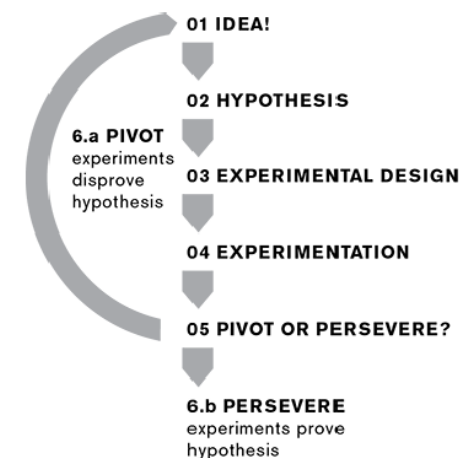 01 IDEA!
02 HYPOTHESIS
6.a PIVOT
experiments
disprove
hypothesis
03 EXPERIMENTAL DESIGN
04 EXPERIMENTATION
05 PIVOT OR PERSEVERE?
6.b PERSEVERE
experiments prove
hypothesis